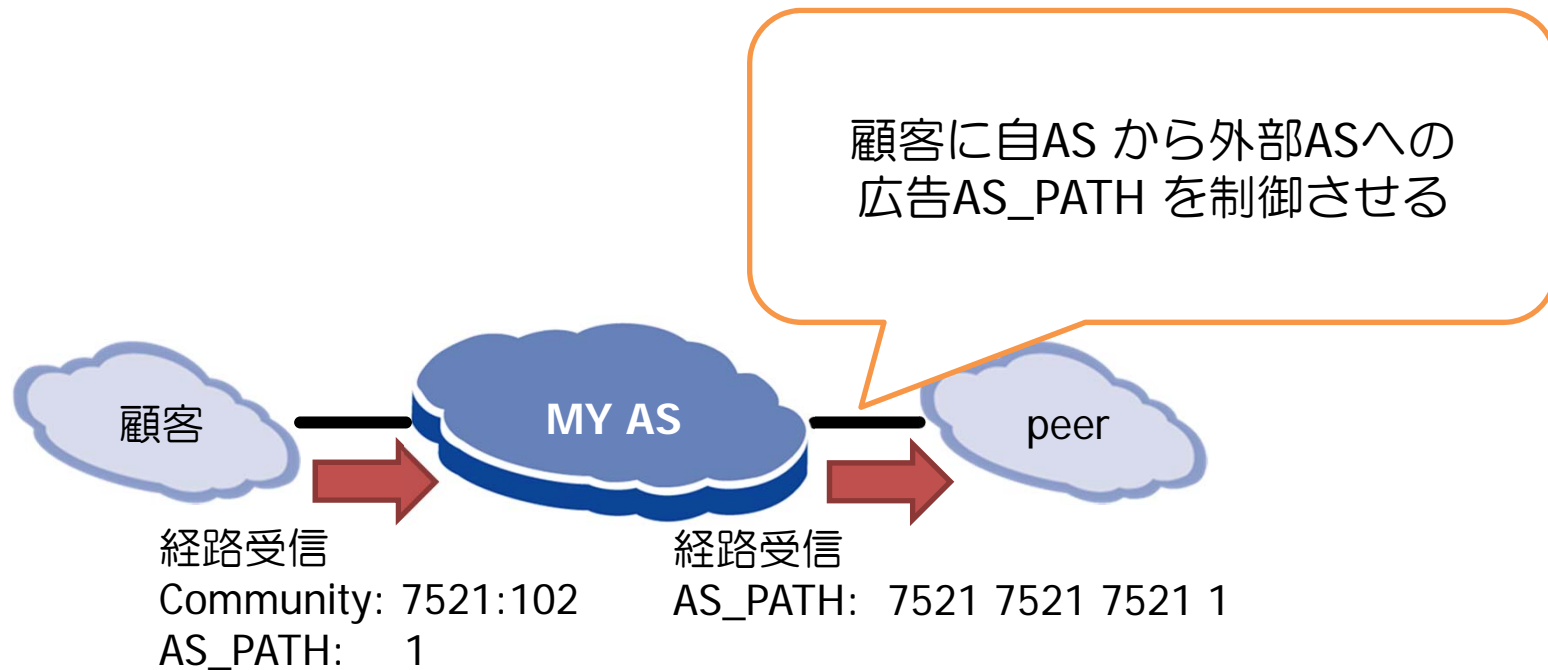 顧客に自AS から外部ASへの
広告AS_PATH を制御させる
顧客
MY AS
peer
経路受信
Community: 7521:102
AS_PATH: 1
経路受信
AS_PATH: 7521 7521 7521 1